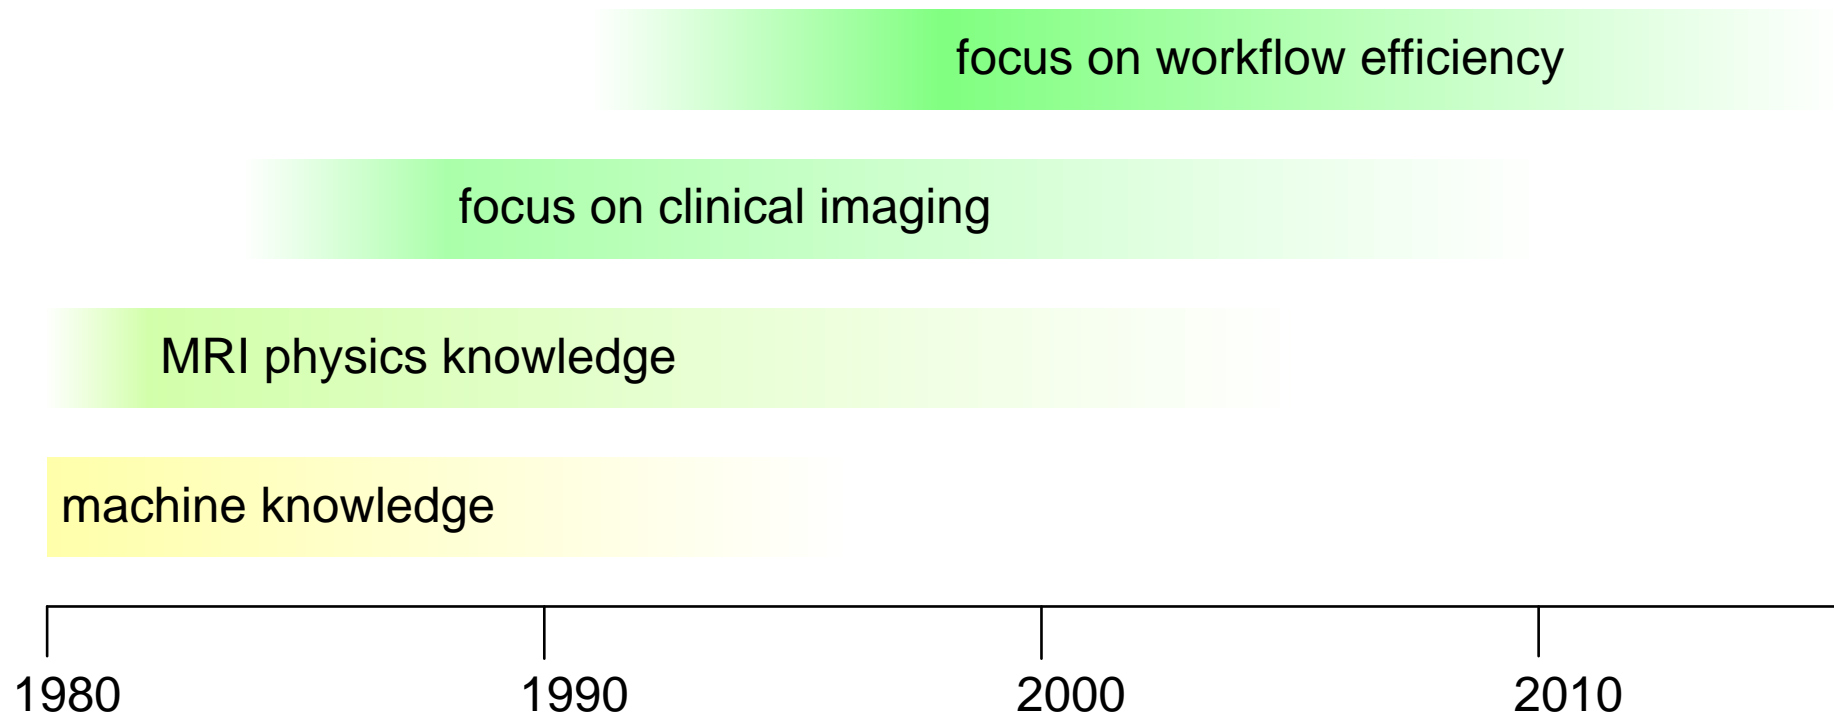 focus on workflow efficiency
focus on clinical imaging
MRI physics knowledge
machine knowledge
1980 1990 2000 2010